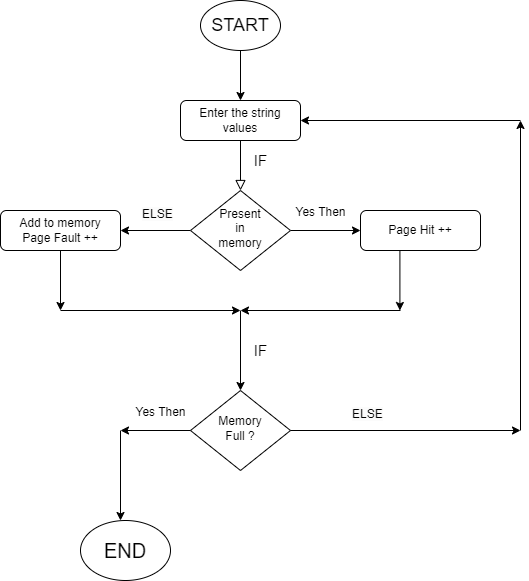 START
Enter the string
values
IF
Present
in
memory
ELSE
Yes Then
Add to memory
Page Fault ++
Page Hit ++
IF
Memory
Full ?
Yes Then
ELSE
END